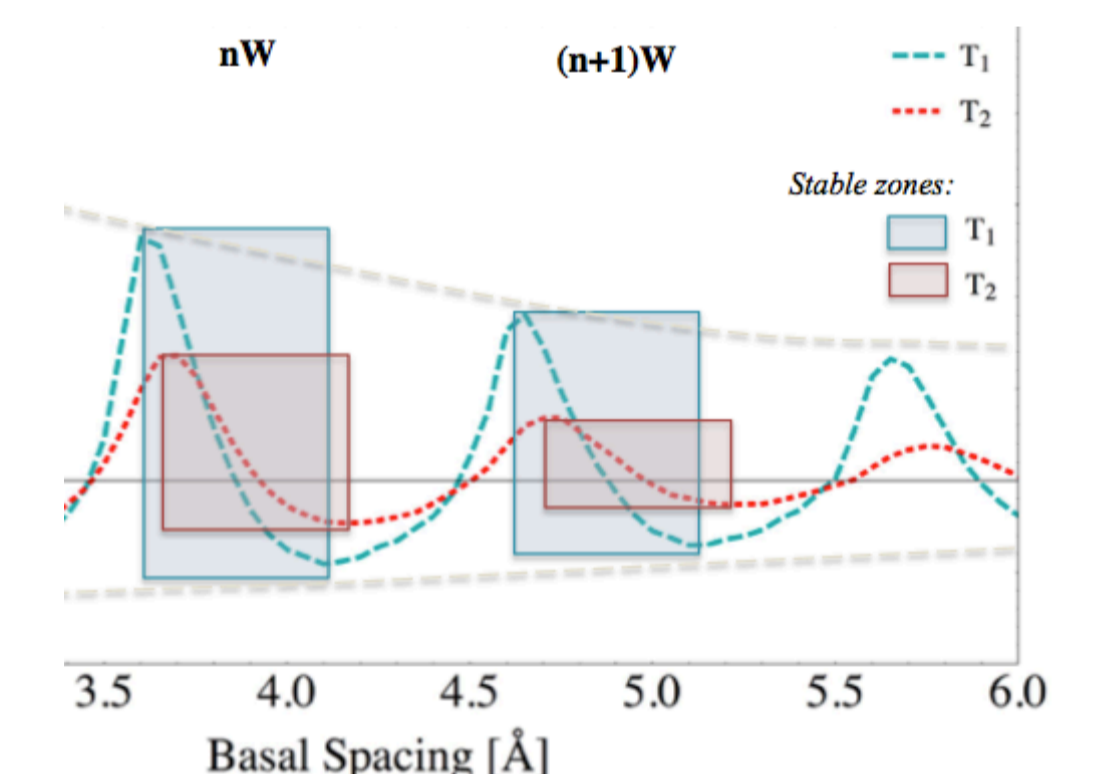 nW
(n+1)W
T₁
T₂
Stable zones:
T₁
T₂
3.5 4.0 4.5 5.0 5.5 6.0
Basal Spacing [Å]